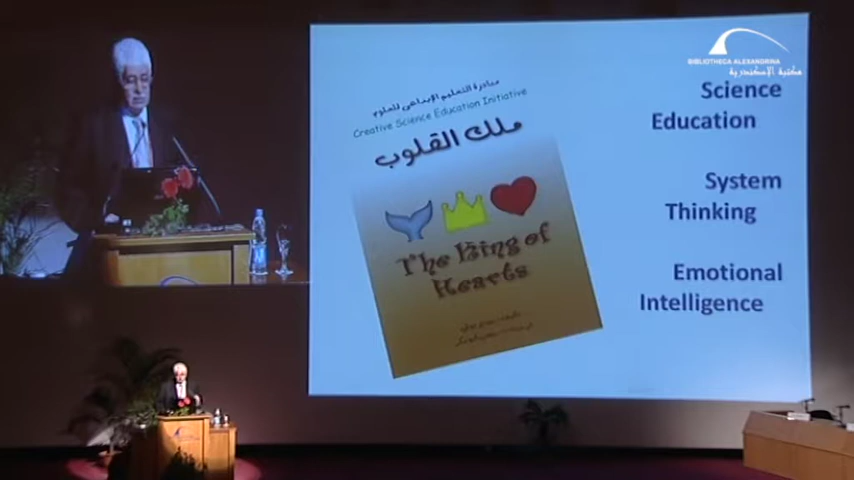 BIBLIOTHECA ALEXANDRINA
مكتبة الإسكندرية
مبادرة التعليم الإبداعي للعلوم
Creative Science Education Initiative
ملك القلوب
The King of
Hearts
Science
Education
System
Thinking
Emotional
Intelligence